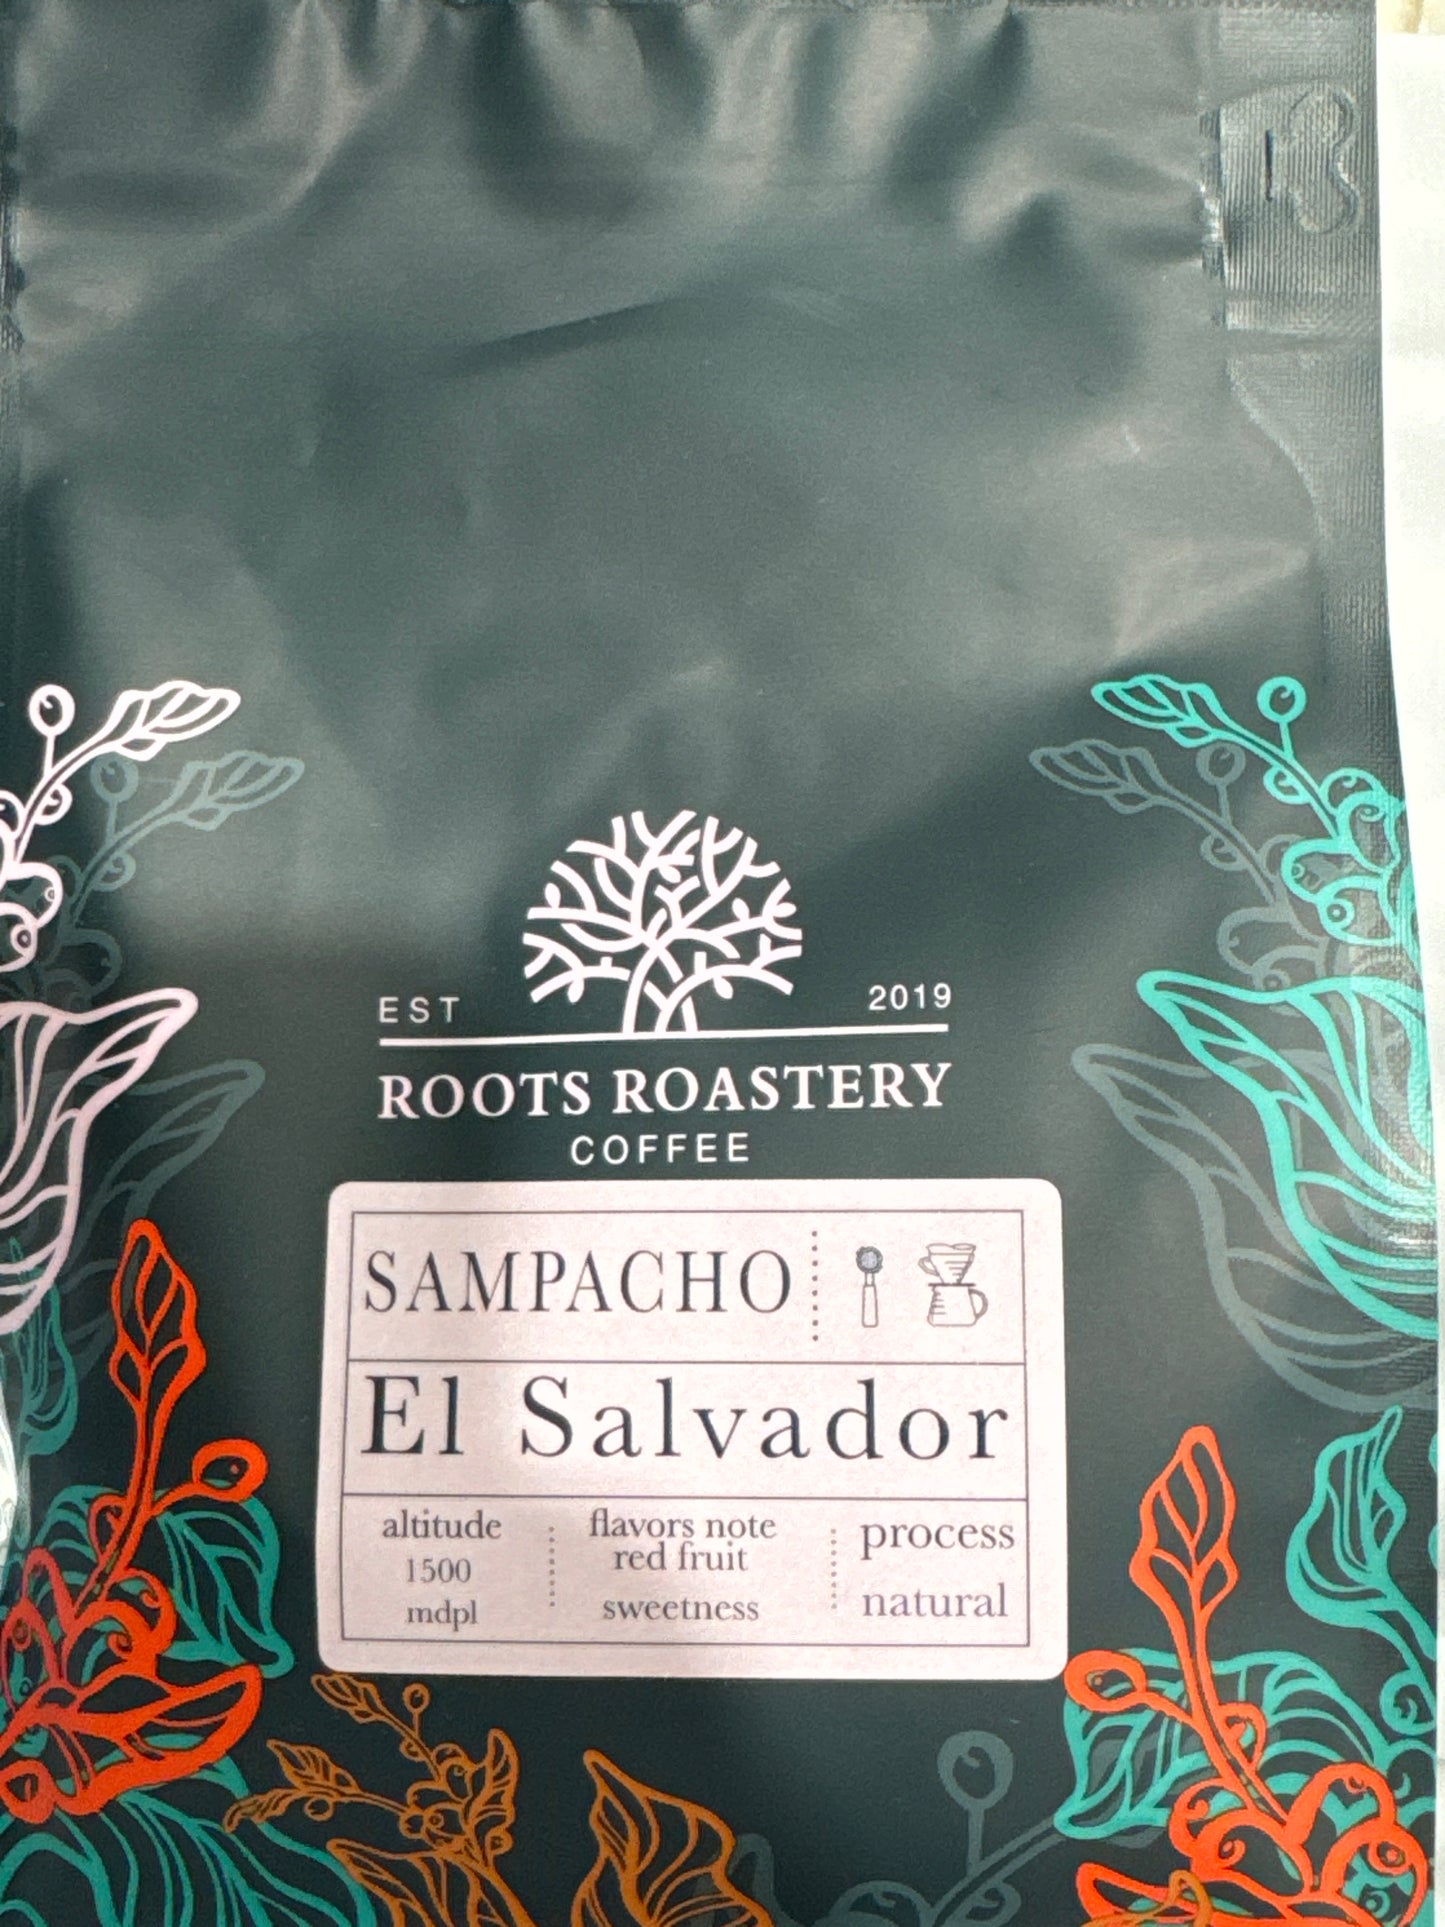 EST 2019
ROOTS ROASTERY
COFFEE
SAMPACHO
El Salvador
altitude
1500
mdpl
flavors note
red fruit
sweetness
process
natural